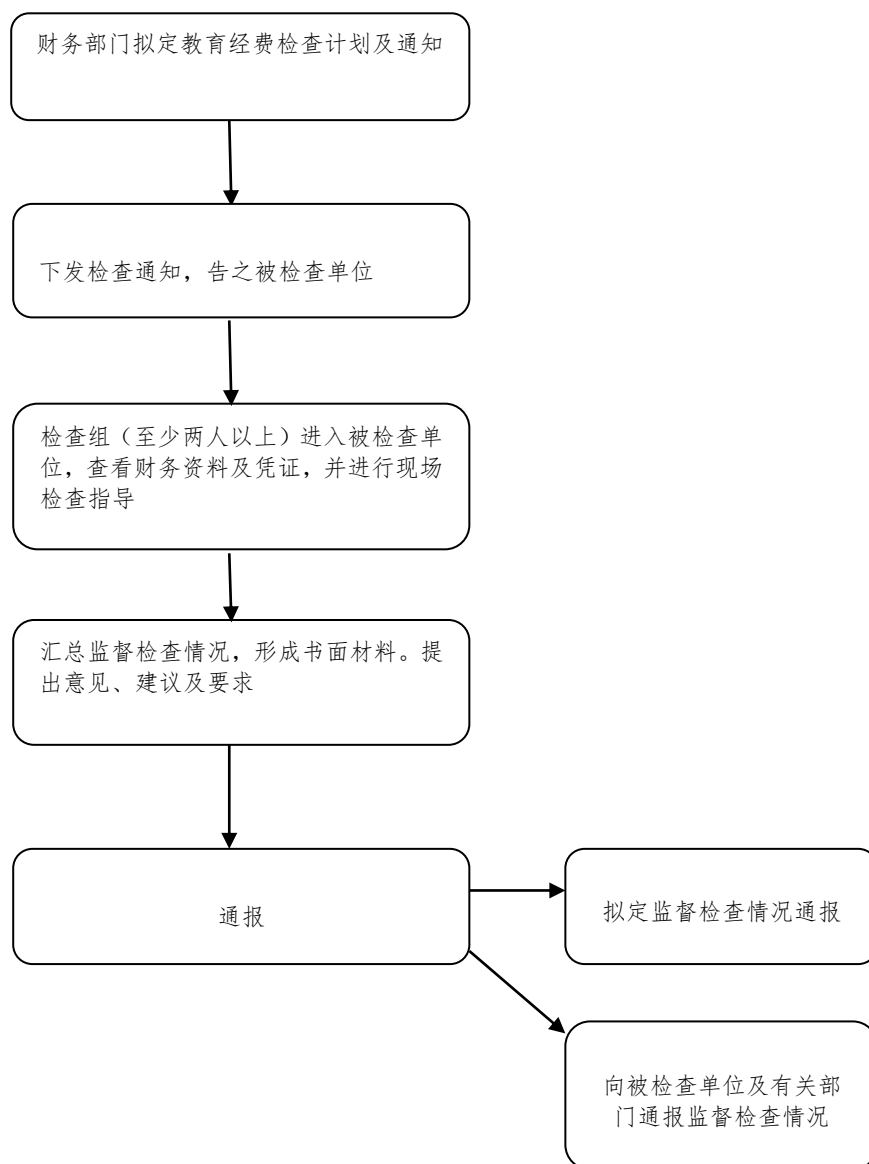 财务部门拟定教育经费检查计划及通知
下发检查通知，告之被检查单位
检查组（至少两人以上）进入被检查单
位，查看财务资料及凭证，并进行现场
检查指导
汇总监督检查情况，形成书面材料。提
出意见、建议及要求
通报
拟定监督检查情况通报
向被检查单位及有关部
门通报监督检查情况